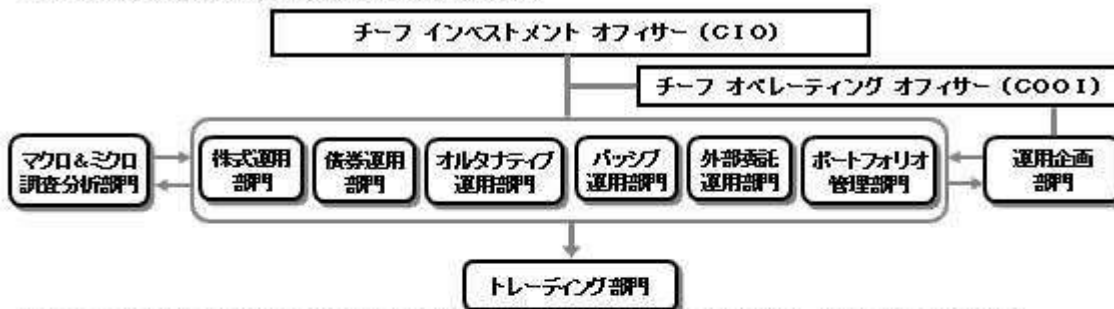 チーフ インベストメント オフィサー (CIO)
チーフ オペレーティング オフィサー (COOI)
マクロ&ミクロ
調査分析部門
株式運用
部門
債券運用
部門
オルタナティブ
運用部門
パッシブ
運用部門
外部委託
運用部門
ポートフォリオ
管理部門
運用企画
部門
トレーディング部門